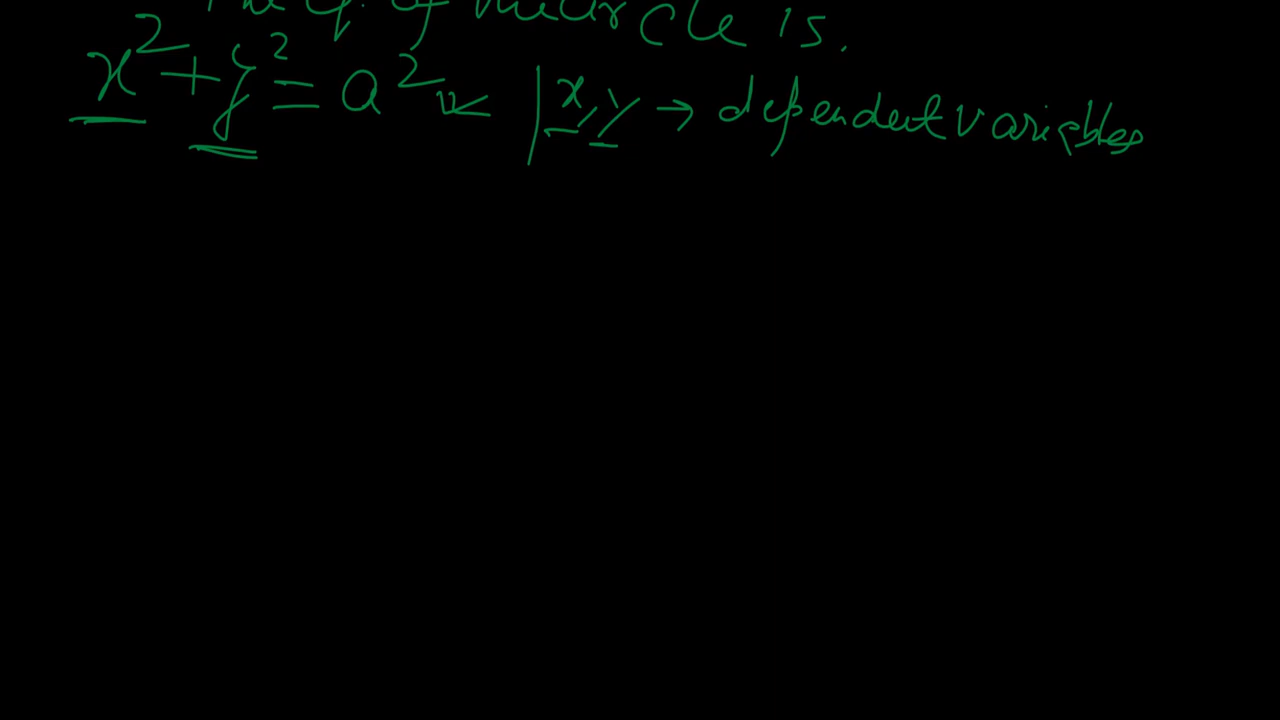 The eq. of the circle is.
x² + y² = a² | x, y → dependent variables